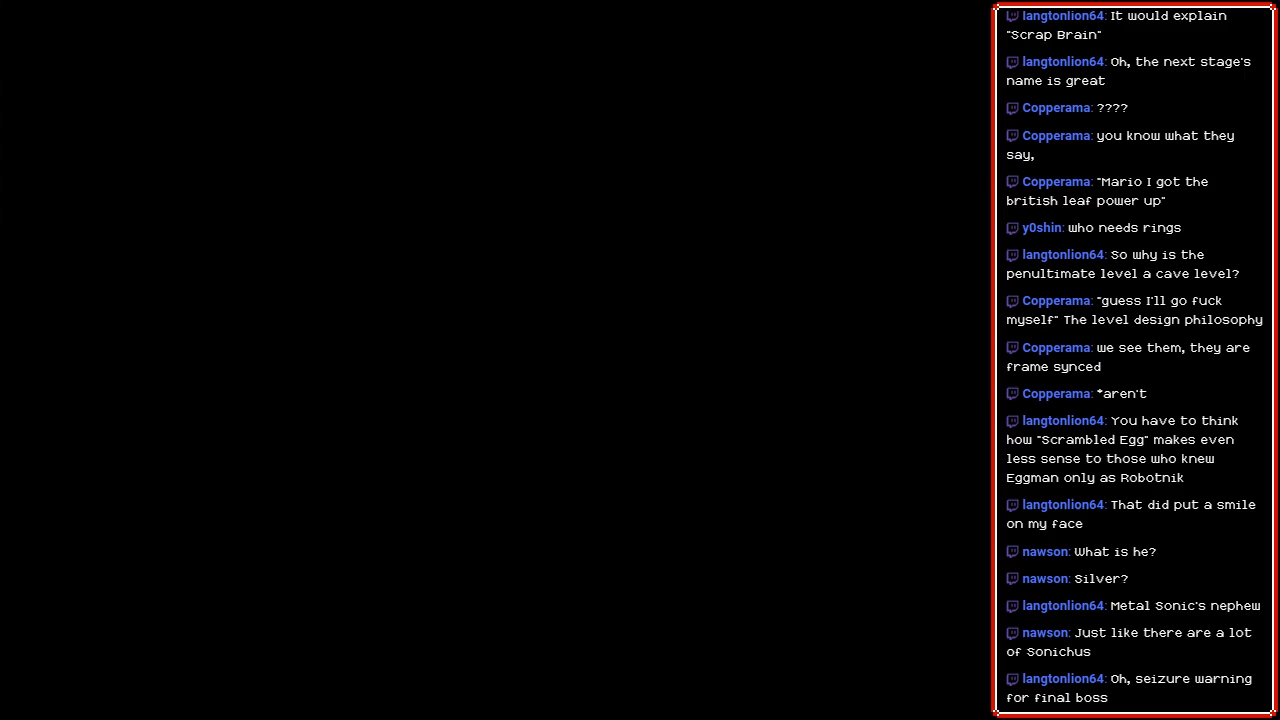 langtonlion64: It would explain
"Scrap Brain"
langtonlion64: Oh, the next stage's
name is great
Copperama: ????
Copperama: you know what they
say,
Copperama: "Mario I got the
british leaf power up"
y0shin: who needs rings
langtonlion64: So why is the
penultimate level a cave level?
Copperama: "guess I'll go fuck
myself" The level design philosophy
Copperama: we see them, they are
frame synced
Copperama: *aren't
langtonlion64: You have to think
how "Scrambled Egg" makes even
less sense to those who knew
Eggman only as Robotnik
langtonlion64: That did put a smile
on my face
nawson: What is he?
nawson: Silver?
langtonlion64: Metal Sonic's nephew
nawson: Just like there are a lot
of Sonichus
langtonlion64: Oh, seizure warning
for final boss